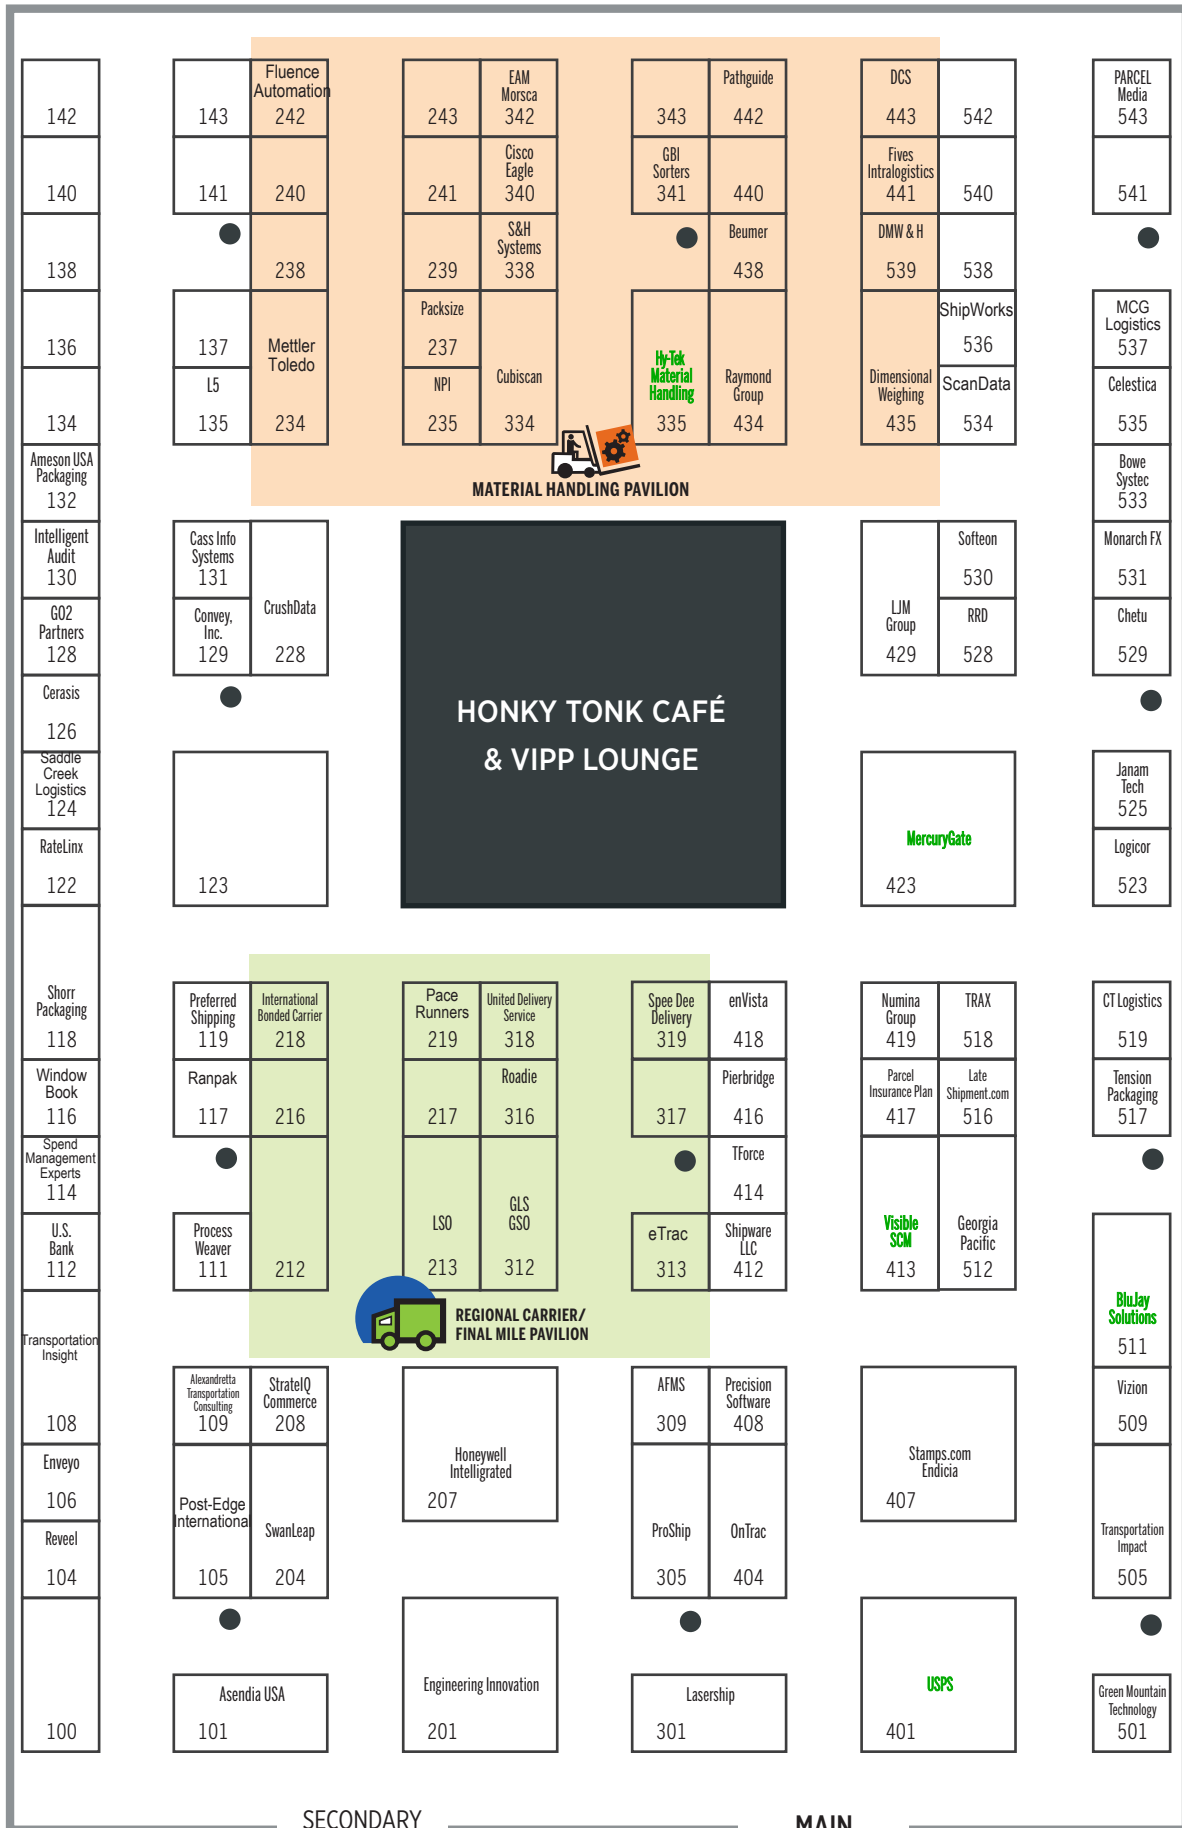 142
143
Fluence
Automation
242
243
EAM
Morsca
342
343
Pathguide
442
DCS
443
542
PARCEL
Media
543
140
141
240
241
Cisco
Eagle
340
GBI
Sorters
341
440
Fives
Intralogistics
441
540
541
138
238
239
S&H
Systems
338
Beumer
438
DMW & H
539
538
136
137
Mettler
Toledo
234
Packsize
237
Cubiscan
334
Hy-Tek
Material
Handling
335
Raymond
Group
434
Dimensional
Weighing
435
ShipWorks
536
MCG
Logistics
537
134
L5
135
NPI
235
ScanData
534
Celestica
535
MATERIAL HANDLING PAVILION
Ameson USA
Packaging
132
Bowe
Systec
533
Intelligent
Audit
130
Cass Info
Systems
131
CrushData
228
LJM
Group
429
Softeon
530
Monarch FX
531
GO2
Partners
128
Convey,
Inc.
129
RRD
528
Chetu
529
HONKY TONK CAFÉ
& VIPP LOUNGE
Cerasis
126
Saddle
Creek
Logistics
124
123
MercuryGate
423
Janam
Tech
525
RateLinx
122
Logicor
523
Shorr
Packaging
118
Preferred
Shipping
119
International
Bonded Carrier
218
Pace
Runners
219
United Delivery
Service
318
Spee Dee
Delivery
319
enVista
418
Numina
Group
419
TRAX
518
CT Logistics
519
Window
Book
116
Ranpak
117
216
217
Roadie
316
317
Pierbridge
416
Parcel
Insurance Plan
417
Late
Shipment.com
516
Tension
Packaging
517
Spend
Management
Experts
114
212
LSO
213
GLS
GSO
312
TForce
414
Visible
SCM
413
Georgia
Pacific
512
U.S.
Bank
112
Process
Weaver
111
eTrac
313
Shipware
LLC
412
BluJay
Solutions
511
REGIONAL CARRIER/
FINAL MILE PAVILION
Transportation
Insight
108
Alexandretta
Transportation
Consulting
109
StrateIQ
Commerce
208
Honeywell
Intelligrated
207
AFMS
309
Precision
Software
408
Stamps.com
Endicia
407
Vizion
509
Enveyo
106
Post-Edge
International
105
SwanLeap
204
ProShip
305
OnTrac
404
Transportation
Impact
505
Reveel
104
100
Asendia USA
101
Engineering Innovation
201
Lasership
301
USPS
401
Green Mountain
Technology
501
SECONDARY
MAIN